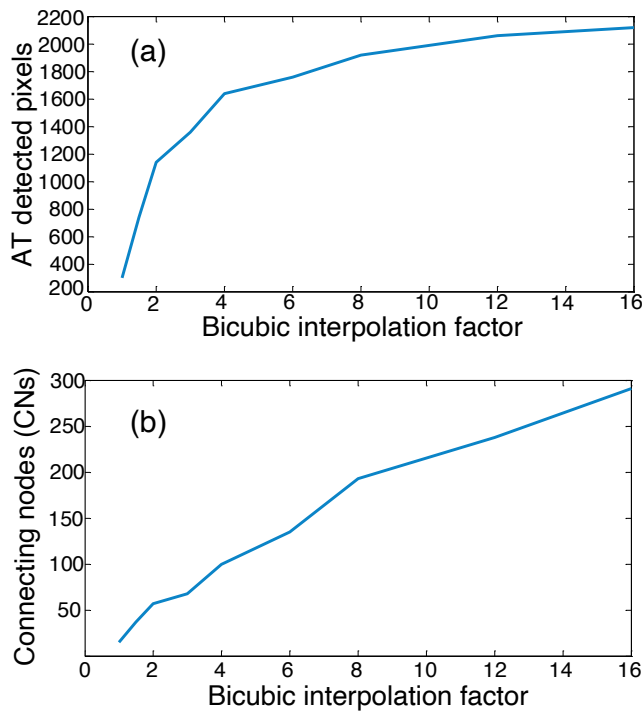 (a)
AT detected pixels
2200
2000
1800
1600
1400
1200
1000
800
600
400
200
0 2 4 6 8 10 12 14 16
Bicubic interpolation factor
(b)
Connecting nodes (CNs)
300
250
200
150
100
50
0 2 4 6 8 10 12 14 16
Bicubic interpolation factor